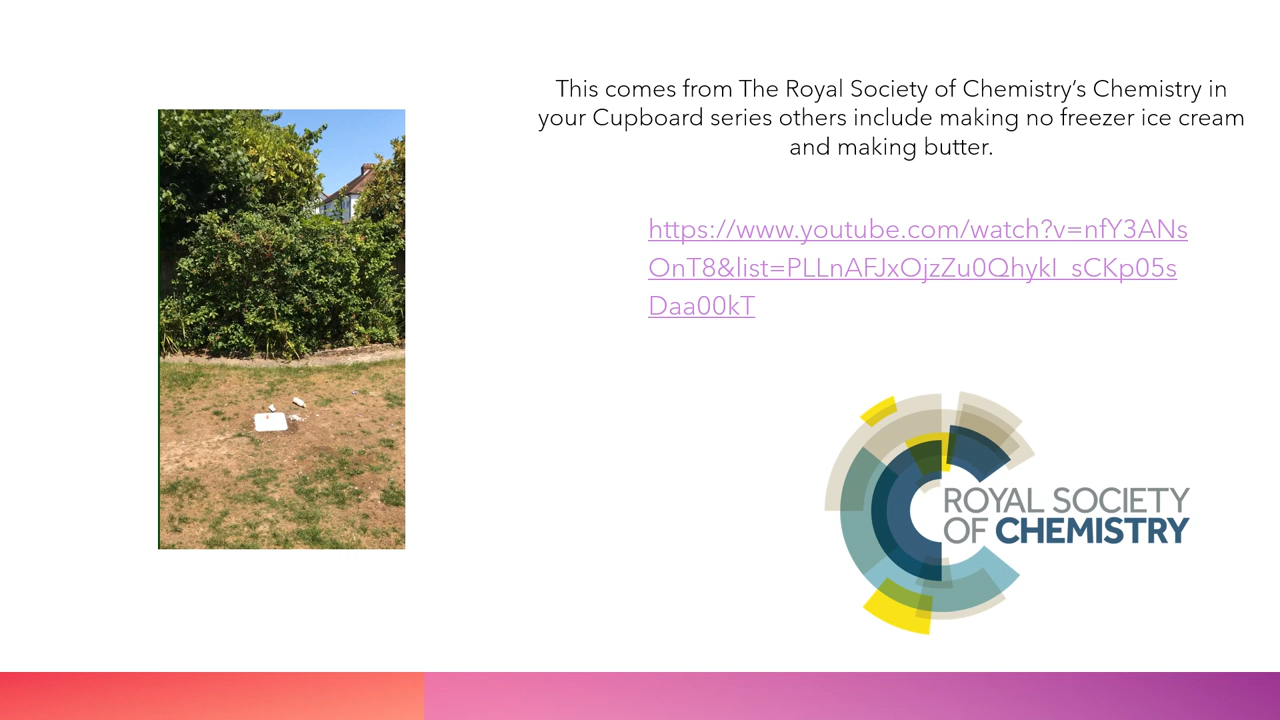 This comes from The Royal Society of Chemistry’s Chemistry in
your Cupboard series others include making no freezer ice cream
and making butter.
https://www.youtube.com/watch?v=nfY3ANs
OnT8&list=PLLnAFJxOjzZu0QhykI_sCKp05s
Daa00kT
ROYAL SOCIETY
OF CHEMISTRY